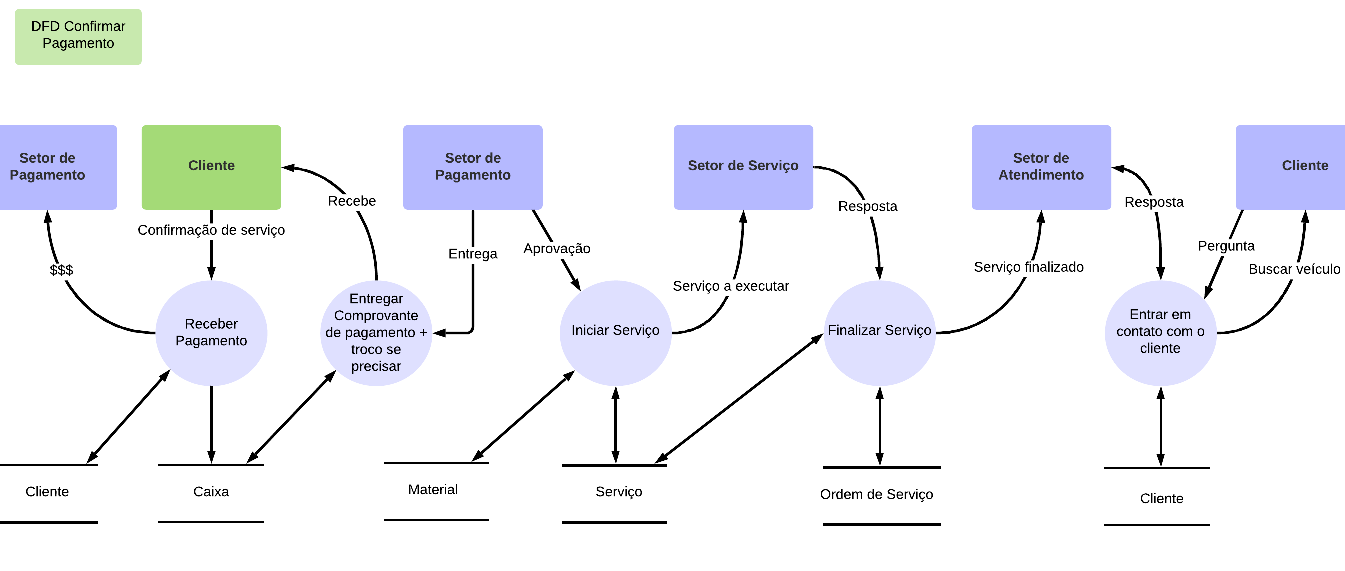 DFD Confirmar
Pagamento
Setor de
Pagamento
Cliente
Setor de
Pagamento
Setor de Serviço
Setor de
Atendimento
Cliente
Recebe
Resposta
Resposta
Confirmação de serviço
Entrega
Aprovação
Pergunta
$$$
Serviço a executar
Serviço finalizado
Buscar veículo
Receber
Pagamento
Entregar
Comprovante
de pagamento +
troco se
precisar
Iniciar Serviço
Finalizar Serviço
Entrar em
contato com o
cliente
Cliente
Caixa
Material
Serviço
Ordem de Serviço
Cliente